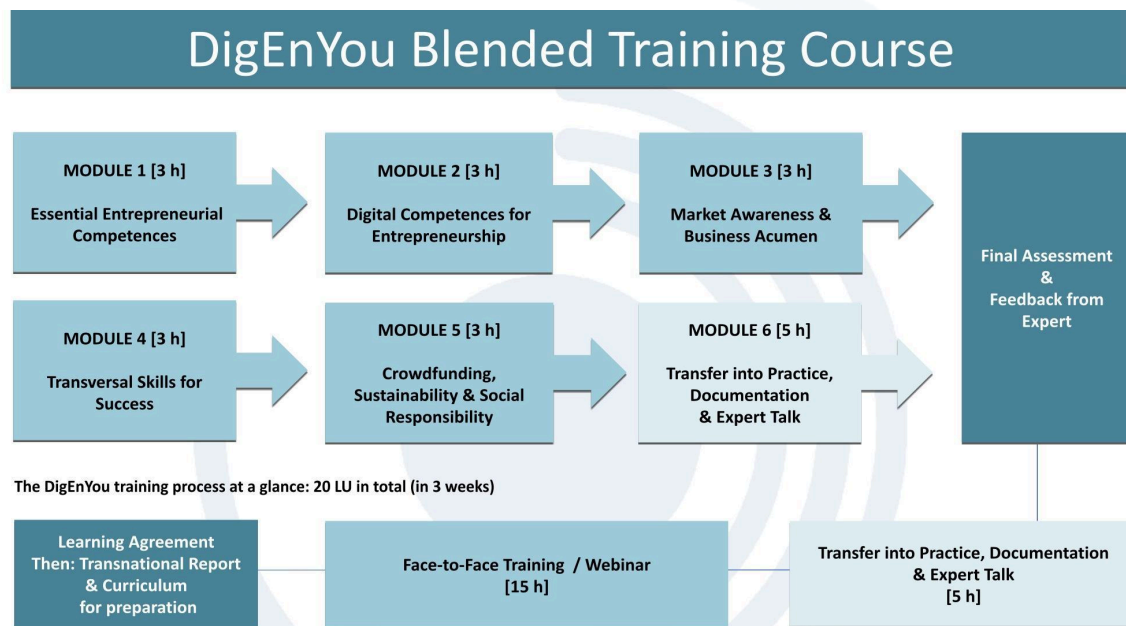 DigEnYou Blended Training Course
MODULE 1 [3 h]
Essential Entrepreneurial
Competences
MODULE 2 [3 h]
Digital Competences for
Entrepreneurship
MODULE 3 [3 h]
Market Awareness &
Business Acumen
Final Assessment
&
Feedback from
Expert
MODULE 4 [3 h]
Transversal Skills for
Success
MODULE 5 [3 h]
Crowdfunding,
Sustainability & Social
Responsibility
MODULE 6 [5 h]
Transfer into Practice,
Documentation
& Expert Talk
The DigEnYou training process at a glance: 20 LU in total (in 3 weeks)
Learning Agreement
Then: Transnational Report
& Curriculum
for preparation
Face-to-Face Training / Webinar
[15 h]
Transfer into Practice, Documentation
& Expert Talk
[5 h]